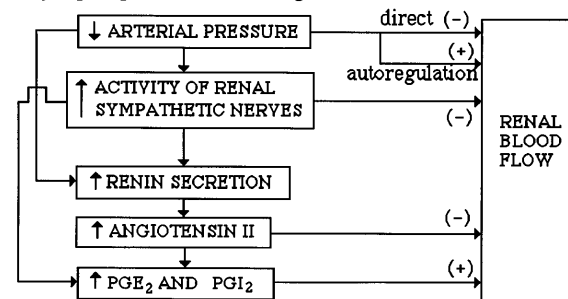 ↓ ARTERIAL PRESSURE
direct (-)
(+)
autoregulation
↑ ACTIVITY OF RENAL
SYMPATHETIC NERVES
(-)
RENAL
BLOOD
FLOW
↑ RENIN SECRETION
↑ ANGIOTENSIN II
(-)
↑ PGE₂ AND PGI₂
(+)